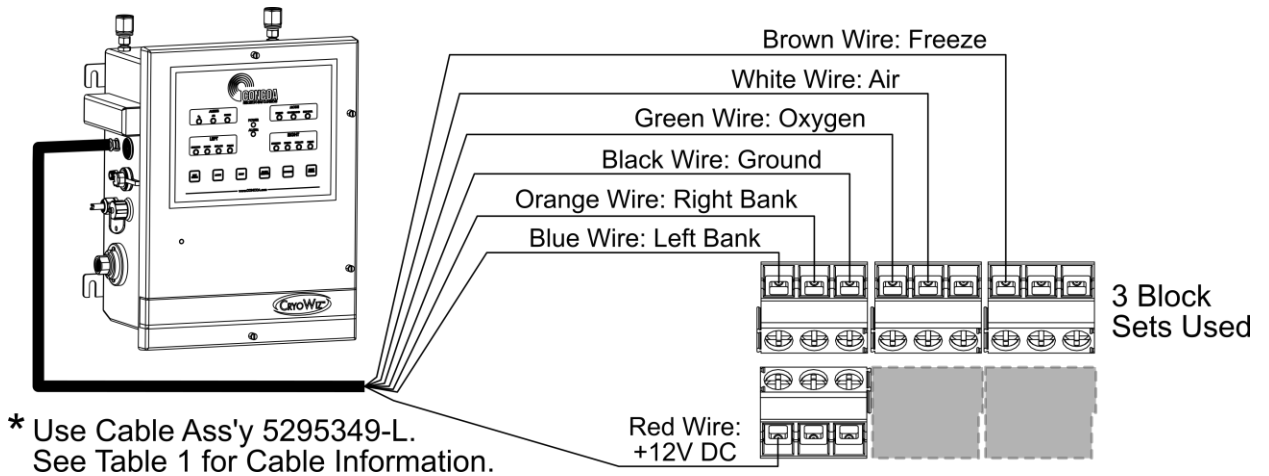 Brown Wire: Freeze
White Wire: Air
Green Wire: Oxygen
Black Wire: Ground
Orange Wire: Right Bank
Blue Wire: Left Bank
3 Block
Sets Used
LEFT
RIGHT
CRYOWIZ
Red Wire:
+12V DC
* Use Cable Ass'y 5295349-L.
See Table 1 for Cable Information.